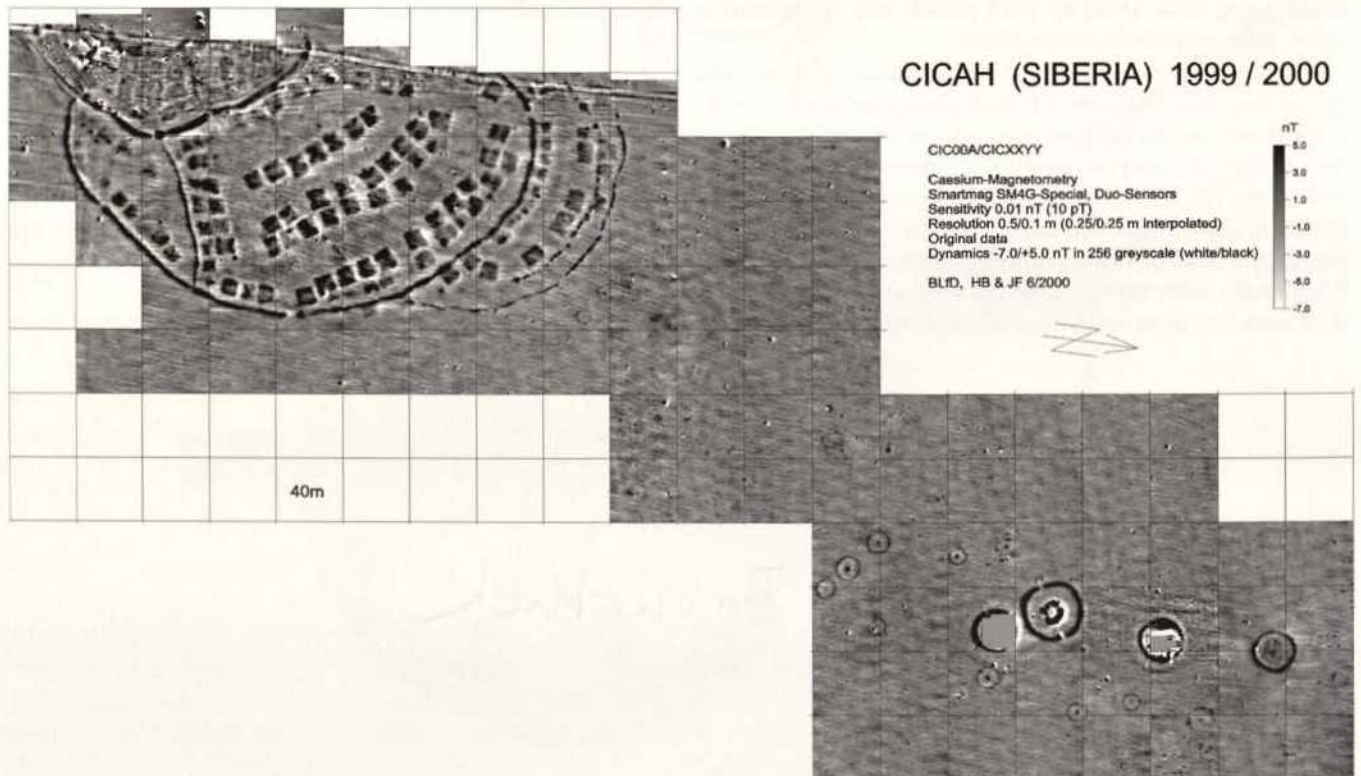 CICAH (SIBERIA) 1999 / 2000
nT
5.0
3.0
1.0
-1.0
-3.0
-5.0
-7.0
CIC00A/CICXXYY
Caesium-Magnetometry
Smartmag SM4G-Special, Duo-Sensors
Sensitivity 0.01 nT (10 pT)
Resolution 0.5/0.1 m (0.25/0.25 m interpolated)
Original data
Dynamics -7.0/+5.0 nT in 256 greyscale (white/black)
BLfD, HB & JF 6/2000
40m